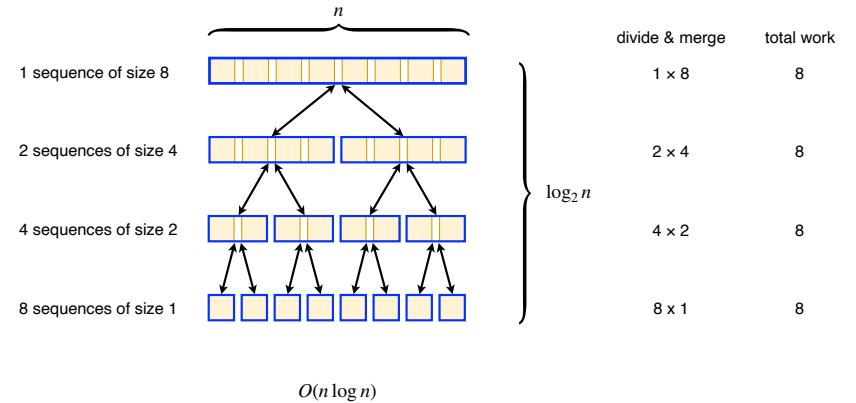 n
divide & merge total work
1 sequence of size 8 1 × 8 8
2 sequences of size 4 2 × 4 8
log₂ n
4 sequences of size 2 4 × 2 8
8 sequences of size 1 8 x 1 8
O(n log n)